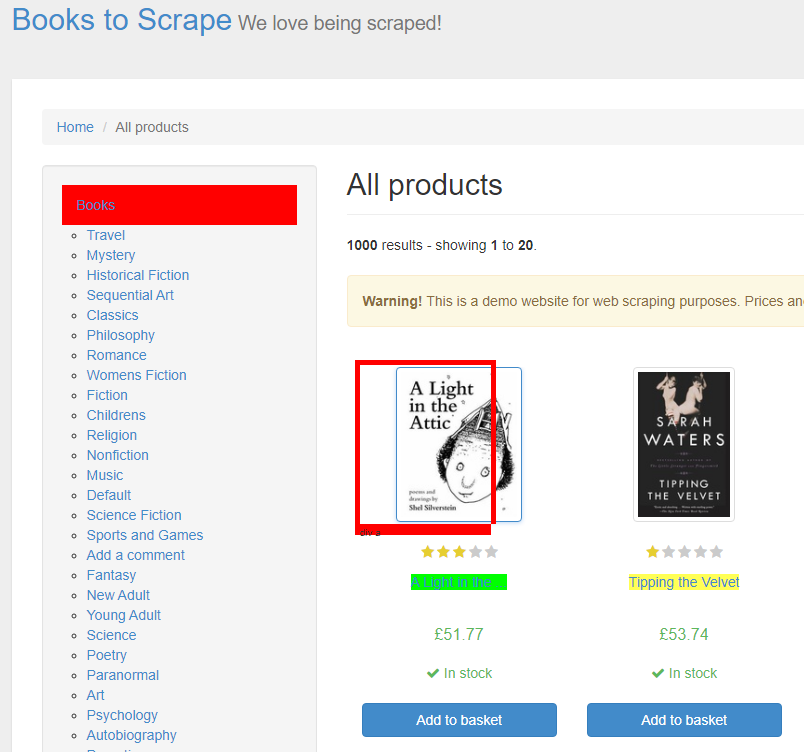 Books to Scrape We love being scraped!
Home / All products
Books
Travel
Mystery
Historical Fiction
Sequential Art
Classics
Philosophy
Romance
Womens Fiction
Fiction
Childrens
Religion
Nonfiction
Music
Default
Science Fiction
Sports and Games
Add a comment
Fantasy
New Adult
Young Adult
Science
Poetry
Paranormal
Art
Psychology
Autobiography
All products
1000 results - showing 1 to 20.
Warning! This is a demo website for web scraping purposes. Prices an
A Light
in the
Attic
poems and
drawings by
Shel Silverstein
A Light in the ...
£51.77
In stock
Add to basket
SARAH
WATERS
TIPPING
THE VELVET
Tipping the Velvet
£53.74
In stock
Add to basket